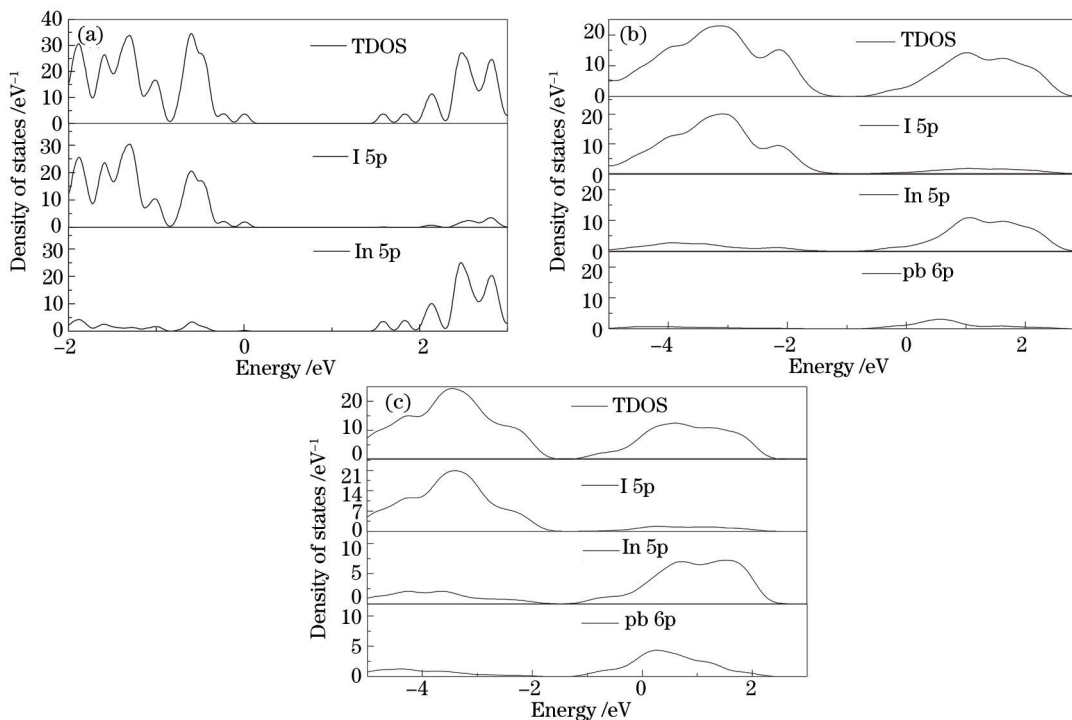 (a)
Density of states /eV⁻¹
40
30
20
10
0
TDOS
30
20
10
0
I 5p
30
20
10
0
In 5p
−2 0 2
Energy /eV
(b)
Density of states /eV⁻¹
20
10
0
TDOS
20
10
0
I 5p
20
10
0
In 5p
20
10
0
pb 6p
−4 −2 0 2
Energy /eV
(c)
Density of states /eV⁻¹
20
10
0
TDOS
21
14
7
0
I 5p
10
5
0
In 5p
10
5
0
pb 6p
−4 −2 0 2
Energy /eV